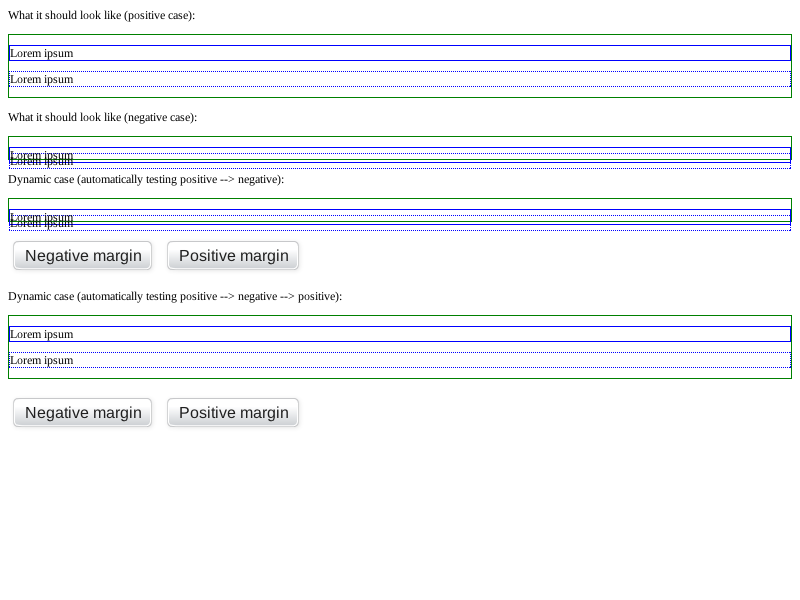 What it should look like (positive case):
Lorem ipsum
Lorem ipsum
What it should look like (negative case):
Lorem ipsum
Lorem ipsum
Dynamic case (automatically testing positive --> negative):
Lorem ipsum
Lorem ipsum
Negative margin Positive margin
Dynamic case (automatically testing positive --> negative --> positive):
Lorem ipsum
Lorem ipsum
Negative margin Positive margin